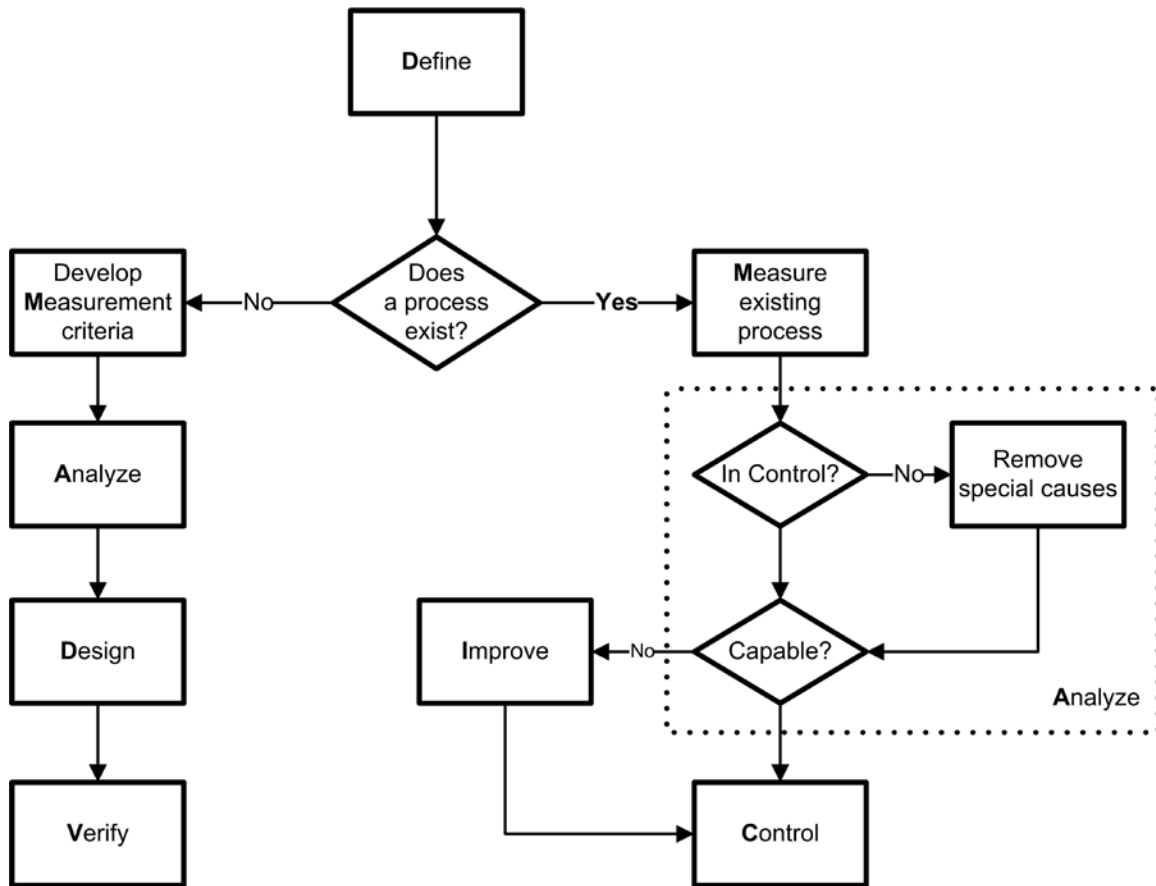 Define
Does
a process
exist?
No
Yes
Develop
Measurement
criteria
Measure
existing
process
Analyze
In Control?
No
Remove
special causes
Design
Improve
No
Capable?
Analyze
Verify
Control